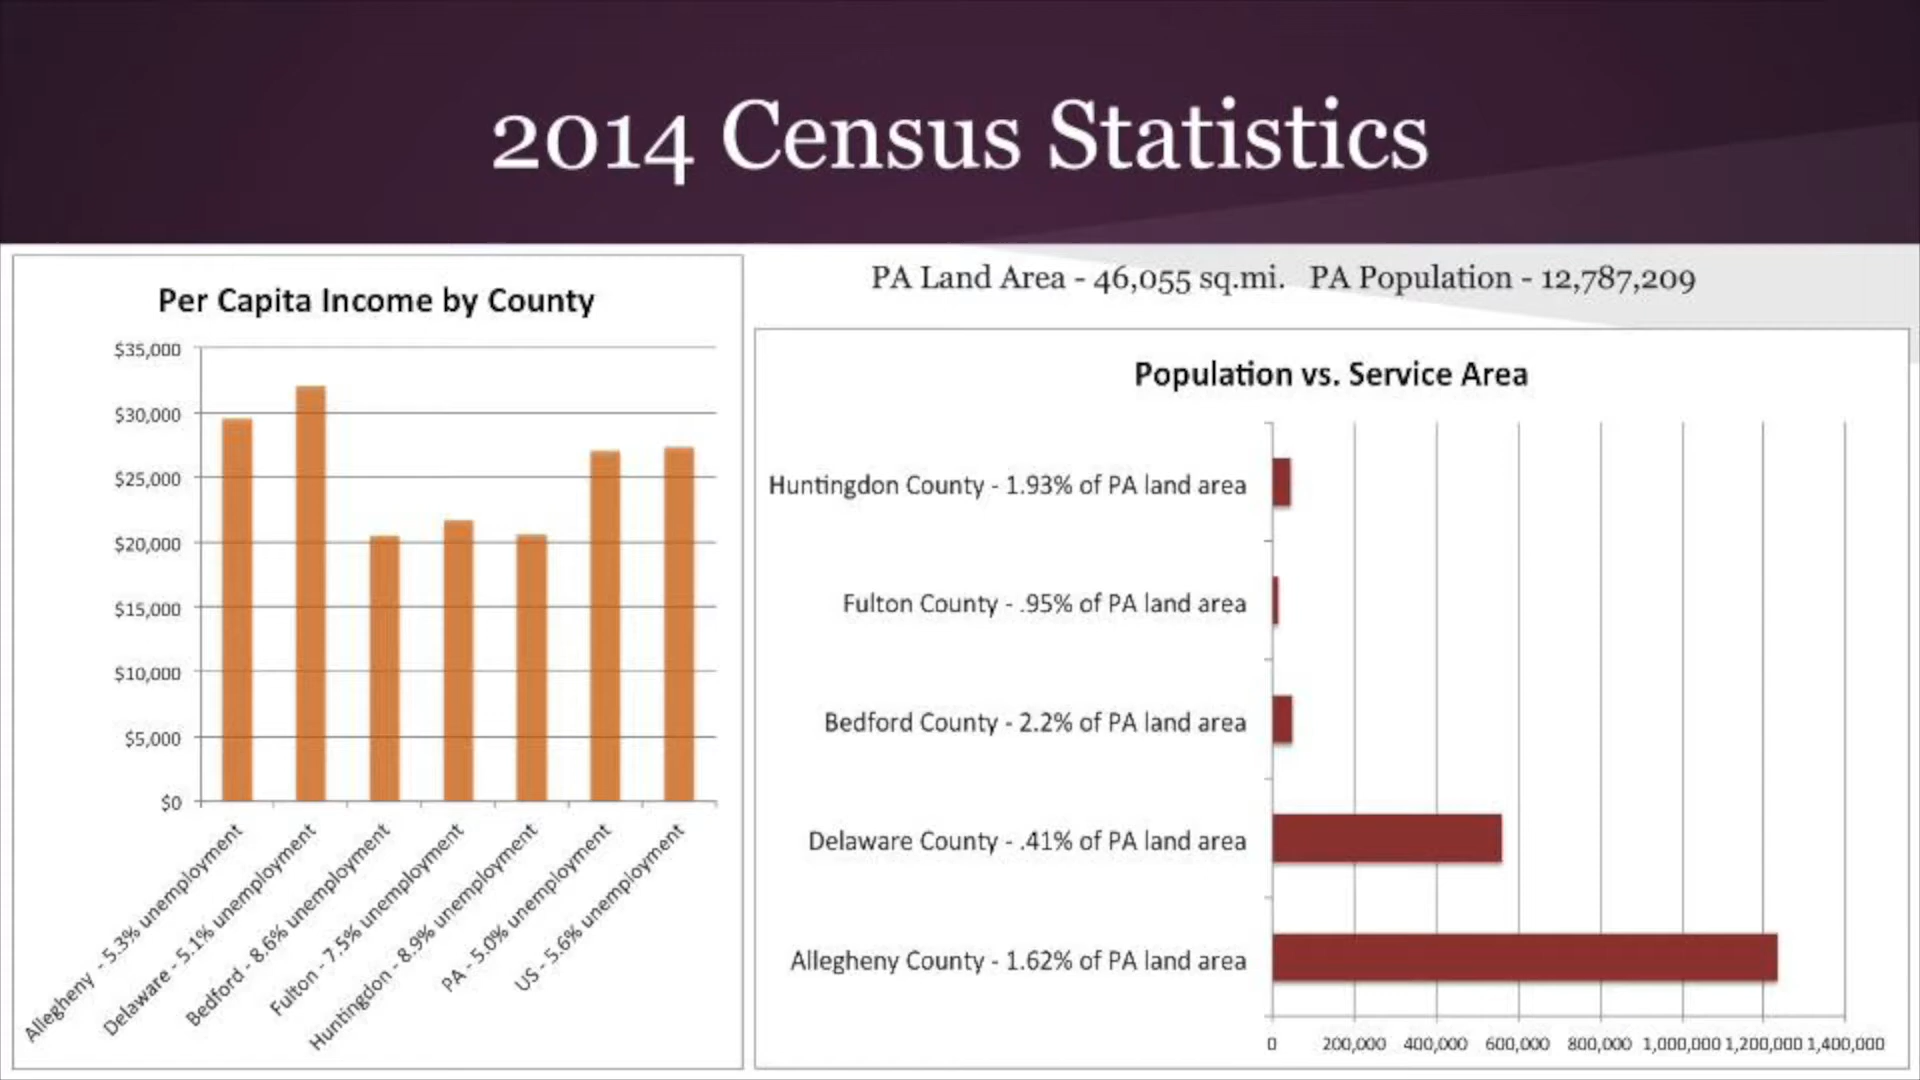 2014 Census Statistics
PA Land Area - 46,055 sq.mi.   PA Population - 12,787,209
Per Capita Income by County
$35,000
$30,000
$25,000
$20,000
$15,000
$10,000
$5,000
$0
Allegheny - 5.3% unemployment
Delaware - 5.1% unemployment
Bedford - 8.6% unemployment
Fulton - 7.5% unemployment
Huntingdon - 8.9% unemployment
PA - 5.0% unemployment
US - 5.6% unemployment
Population vs. Service Area
Huntingdon County - 1.93% of PA land area
Fulton County - .95% of PA land area
Bedford County - 2.2% of PA land area
Delaware County - .41% of PA land area
Allegheny County - 1.62% of PA land area
0 200,000 400,000 600,000 800,000 1,000,000 1,200,000 1,400,000